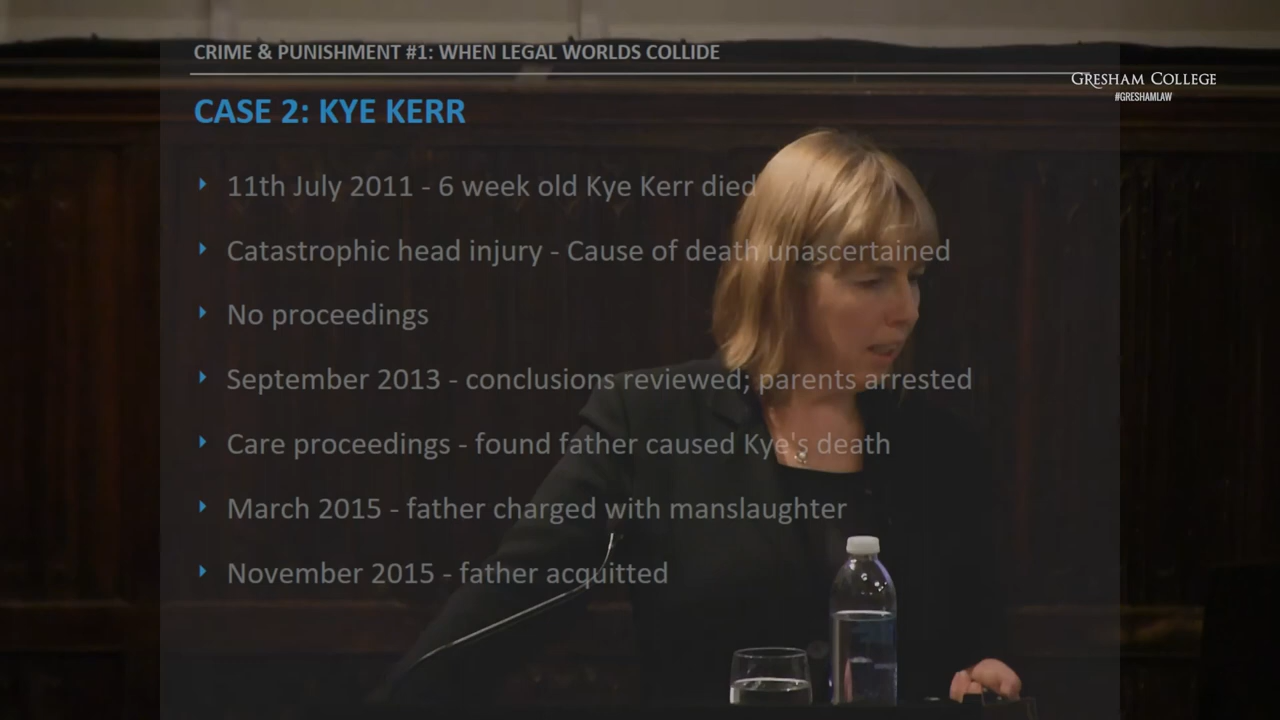 CRIME & PUNISHMENT #1: WHEN LEGAL WORLDS COLLIDE
GRESHAM COLLEGE
#GRESHAMLAW
CASE 2: KYE KERR
11th July 2011 - 6 week old Kye Kerr died
Catastrophic head injury - Cause of death unascertained
No proceedings
September 2013 - conclusions reviewed; parents arrested
Care proceedings - found father caused Kye's death
March 2015 - father charged with manslaughter
November 2015 - father acquitted